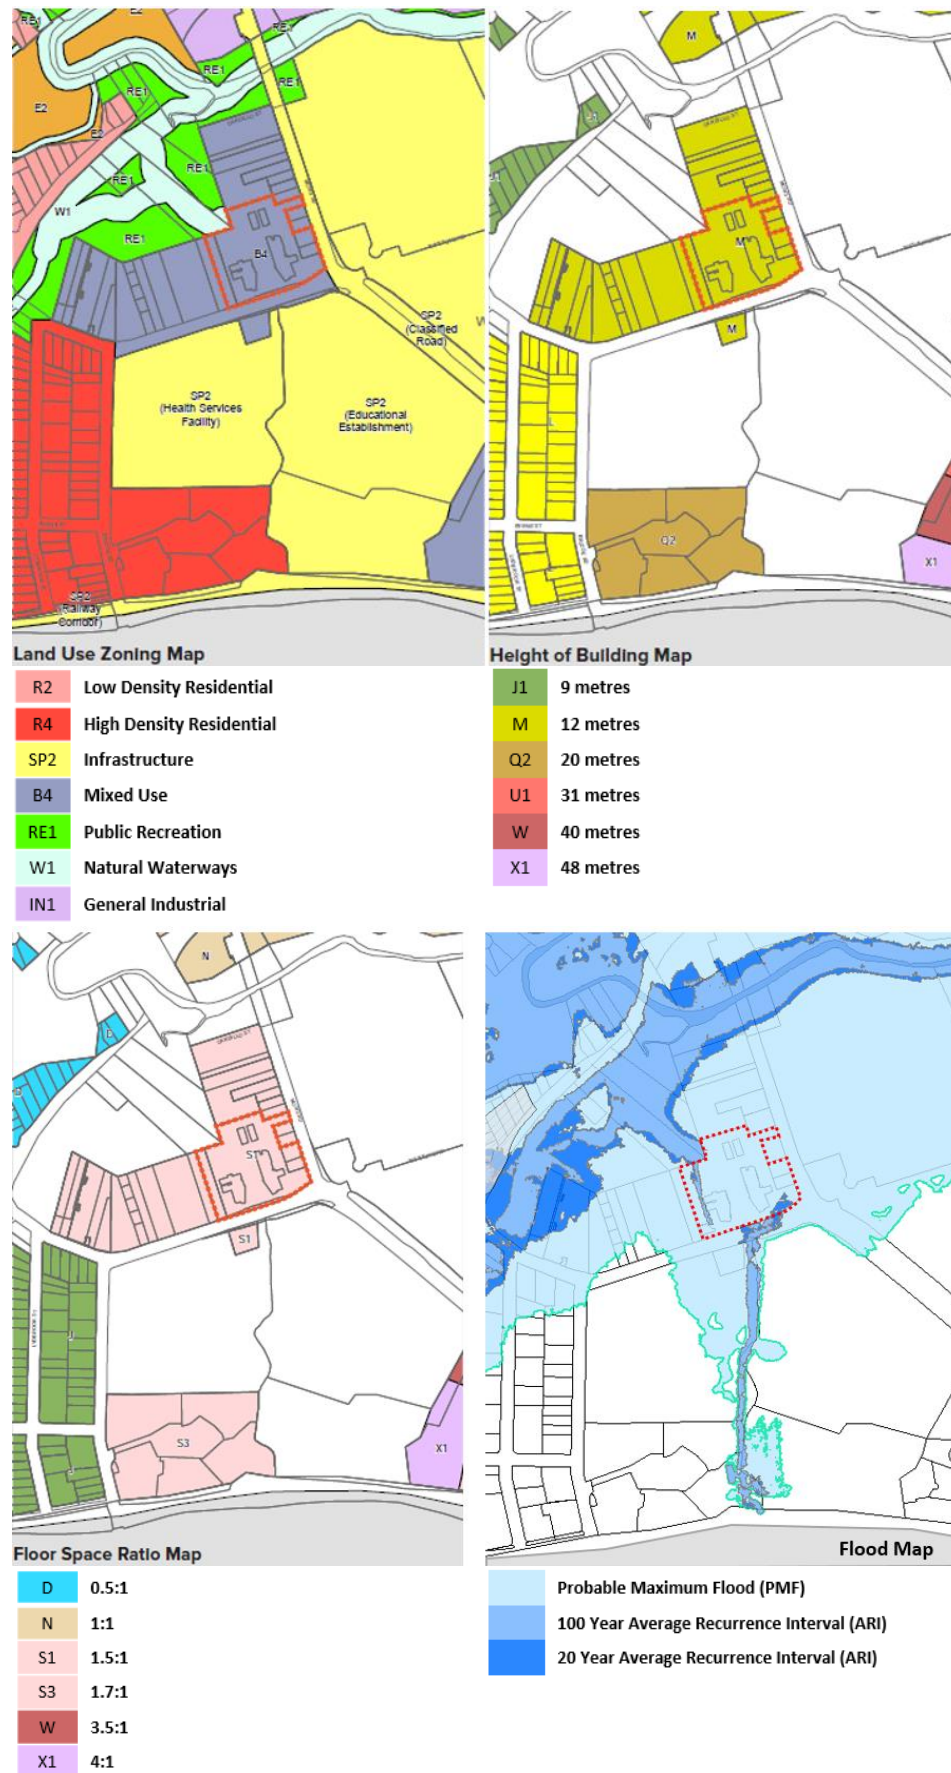 RE1
RE1
E2
RE1
RE1
RE1
E2
RE1
RE1
W1
RE1
B4
SP2
(Classified
Road)
SP2
(Health Services
Facility)
SP2
(Educational
Establishment)
SP2
(Railway
Corridor)
Land Use Zoning Map
M
J1
J1
M
M
L
Q2
X1
Height of Building Map
R2 Low Density Residential
R4 High Density Residential
SP2 Infrastructure
B4 Mixed Use
RE1 Public Recreation
W1 Natural Waterways
IN1 General Industrial
J1 9 metres
M 12 metres
Q2 20 metres
U1 31 metres
W 40 metres
X1 48 metres
N
D
S1
S1
S3
X1
Floor Space Ratio Map
Flood Map
D 0.5:1
N 1:1
S1 1.5:1
S3 1.7:1
W 3.5:1
X1 4:1
Probable Maximum Flood (PMF)
100 Year Average Recurrence Interval (ARI)
20 Year Average Recurrence Interval (ARI)